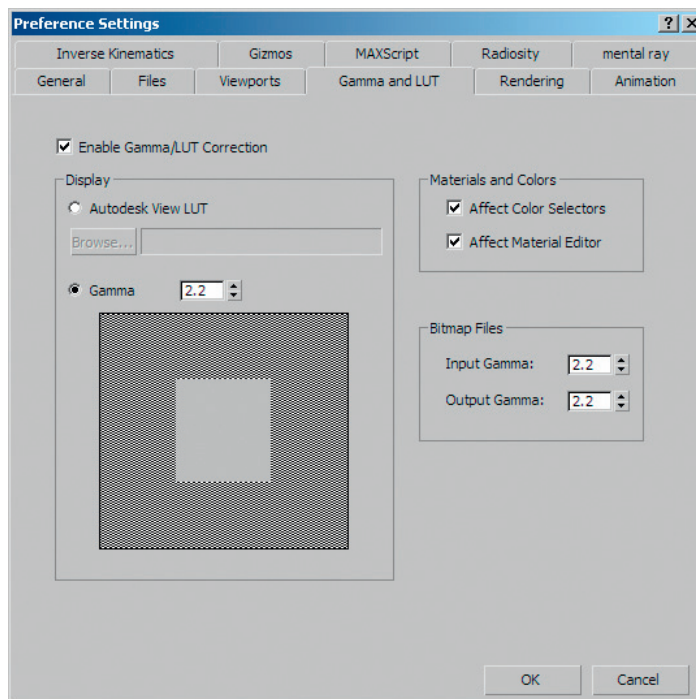 Preference Settings
Inverse Kinematics Gizmos MAXScript Radiosity mental ray
General Files Viewports Gamma and LUT Rendering Animation
Enable Gamma/LUT Correction
Display
Autodesk View LUT
Browse...
Gamma 2.2
Materials and Colors
Affect Color Selectors
Affect Material Editor
Bitmap Files
Input Gamma: 2.2
Output Gamma: 2.2
OK Cancel